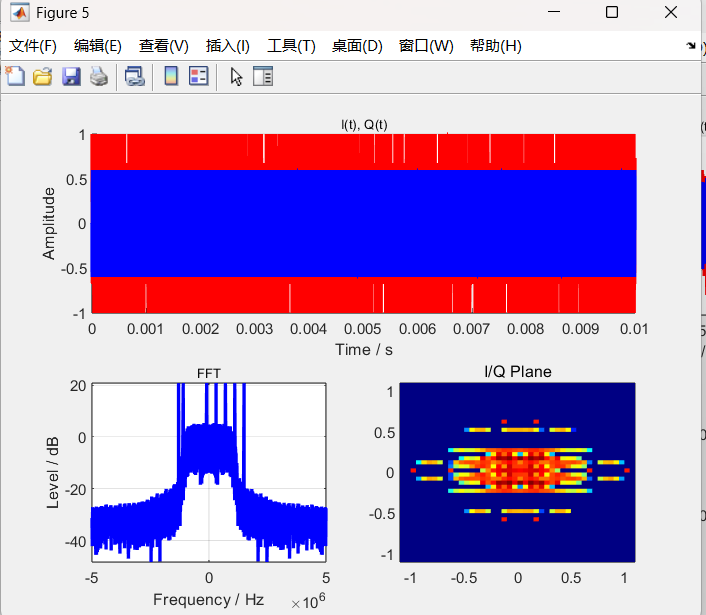 Figure 5
文件(F) 编辑(E) 查看(V) 插入(I) 工具(T) 桌面(D) 窗口(W) 帮助(H)
I(t), Q(t)
Amplitude
1
0.5
0
-0.5
-1
0 0.001 0.002 0.003 0.004 0.005 0.006 0.007 0.008 0.009 0.01
Time / s
FFT
Level / dB
20
0
-20
-40
-5 0 5
Frequency / Hz ×10⁶
I/Q Plane
1
0.5
0
-0.5
-1
-1 -0.5 0 0.5 1